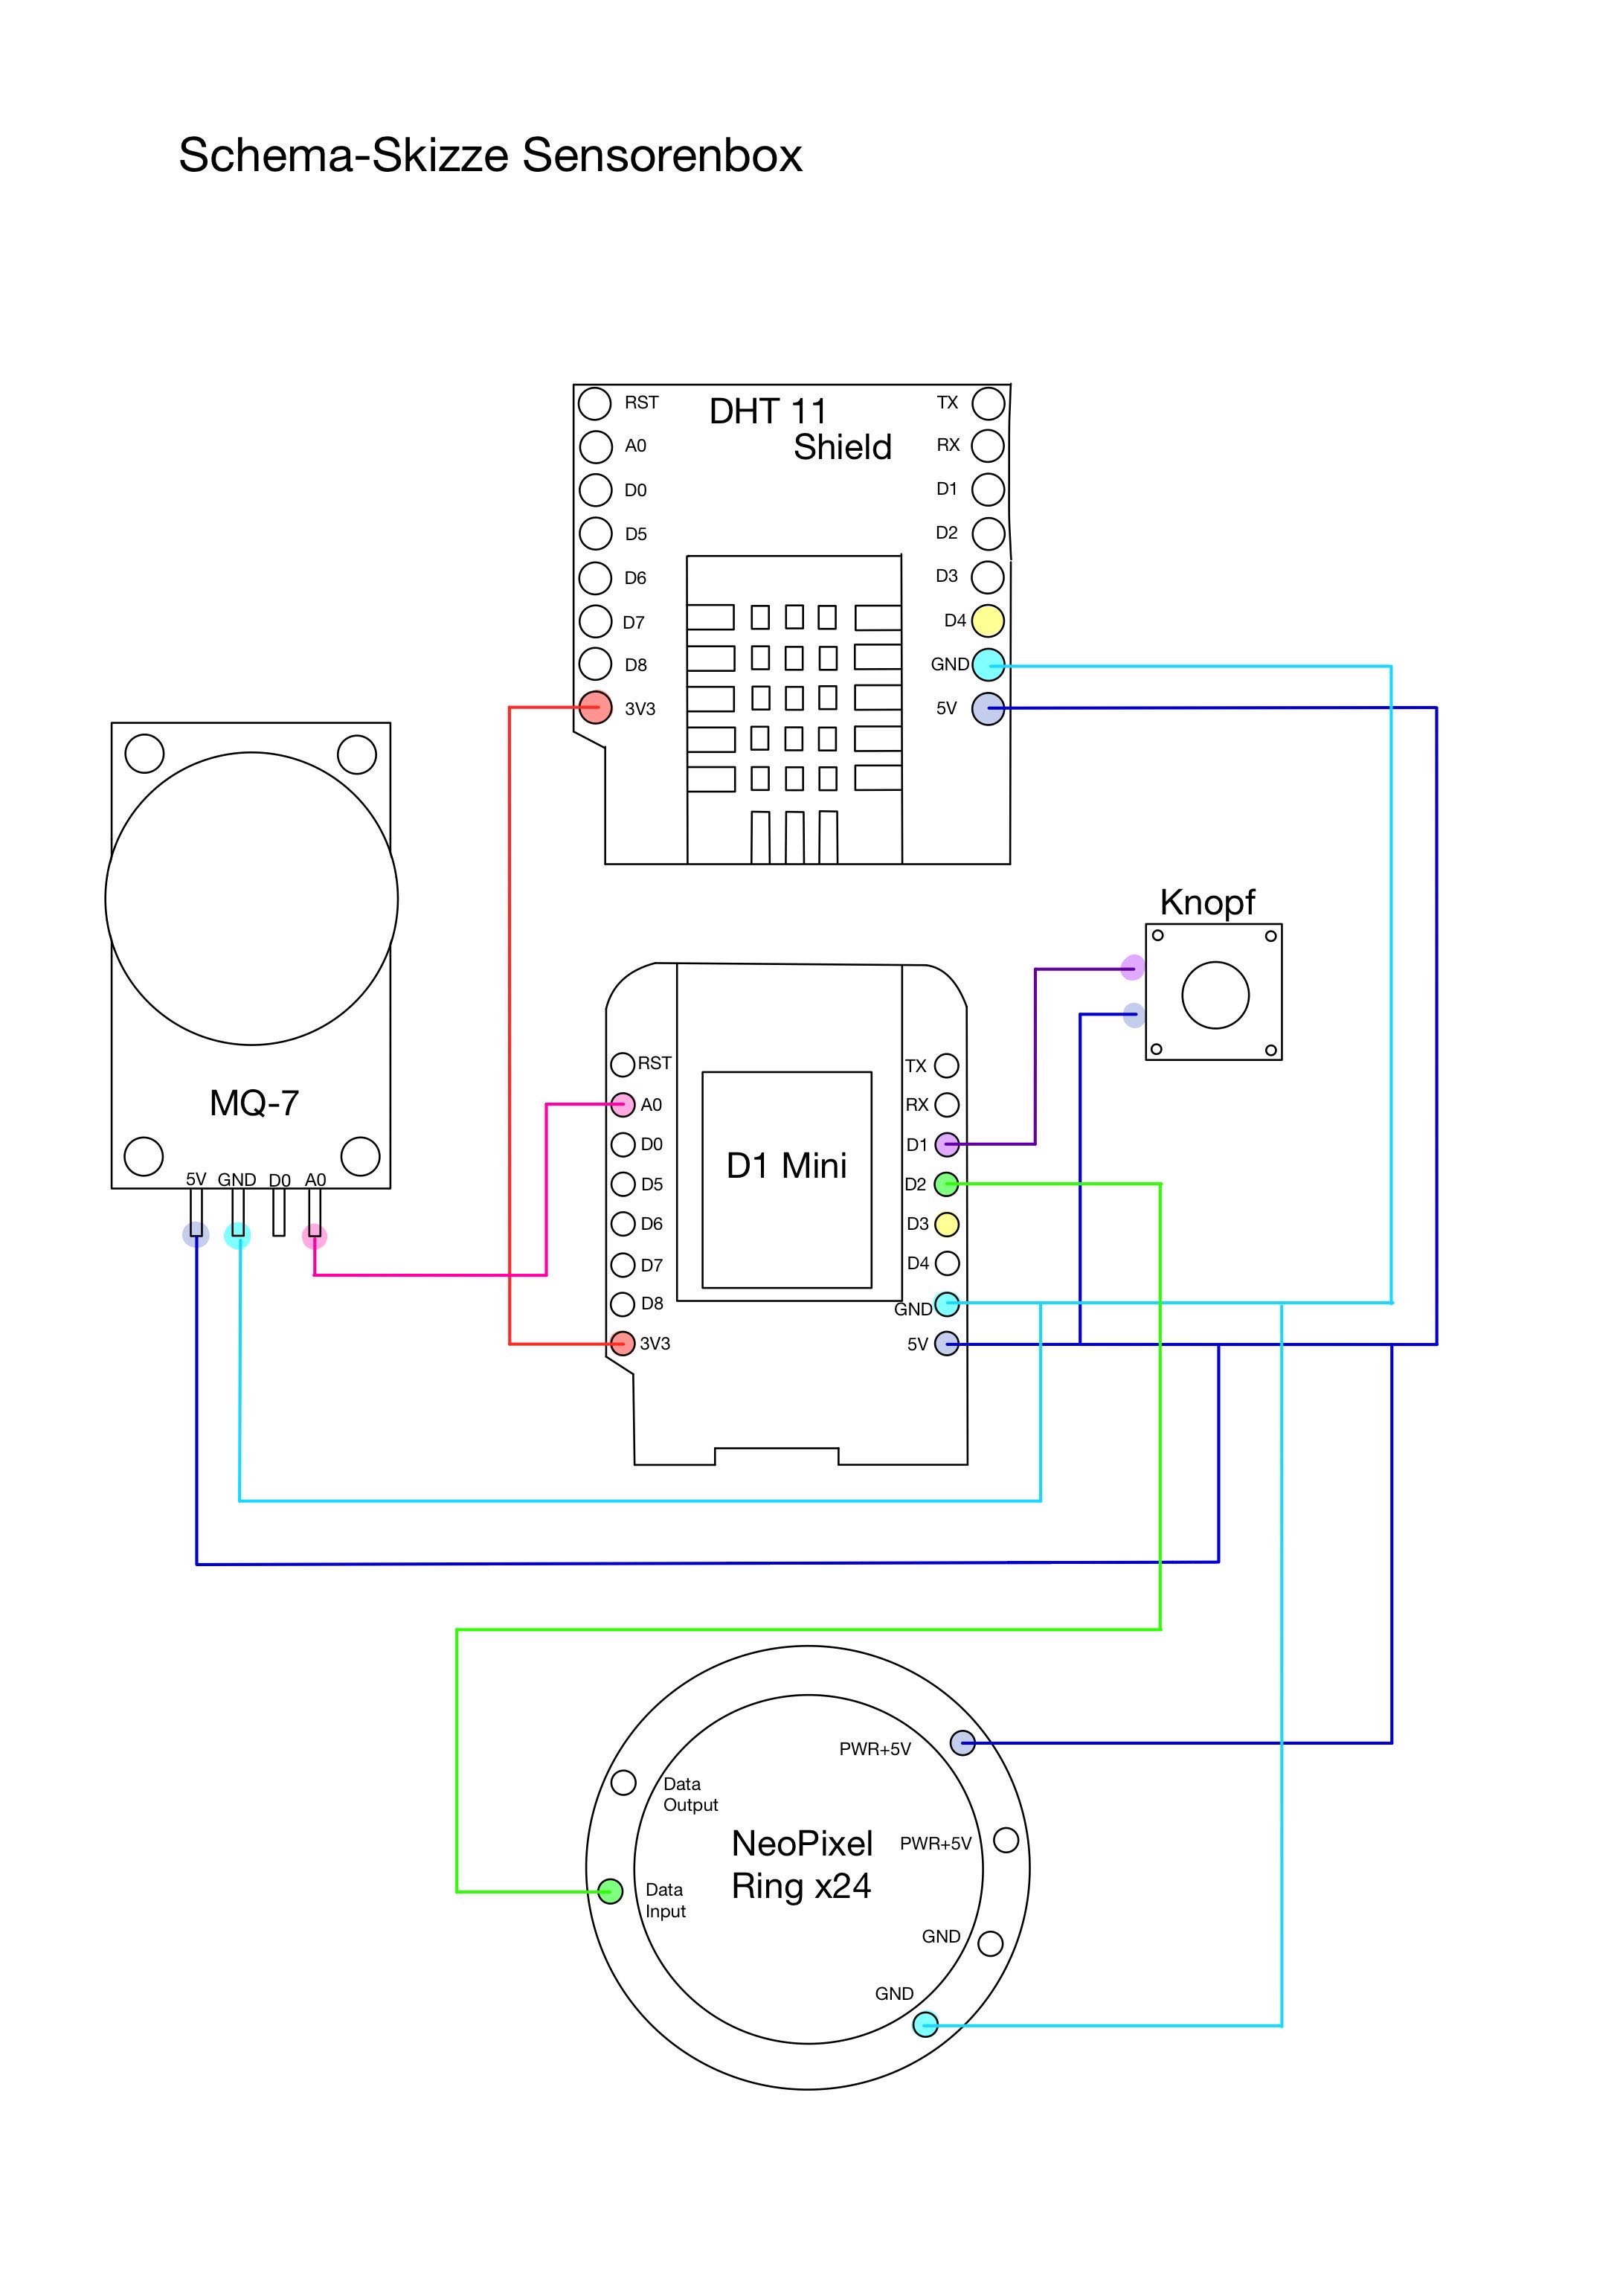 Schema-Skizze Sensorenbox
DHT 11
Shield
RST
A0
D0
D5
D6
D7
D8
3V3
TX
RX
D1
D2
D3
D4
GND
5V
MQ-7
5V
GND
D0
A0
Knopf
D1 Mini
RST
A0
D0
D5
D6
D7
D8
3V3
TX
RX
D1
D2
D3
D4
GND
5V
NeoPixel
Ring x24
Data
Output
Data
Input
PWR+5V
PWR+5V
GND
GND